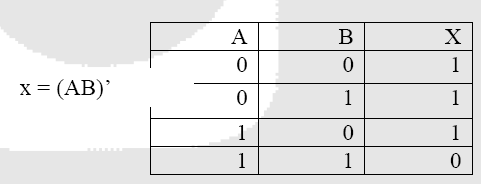 A B X
0 0 1
x = (AB)’
0 1 1
1 0 1
1 1 0